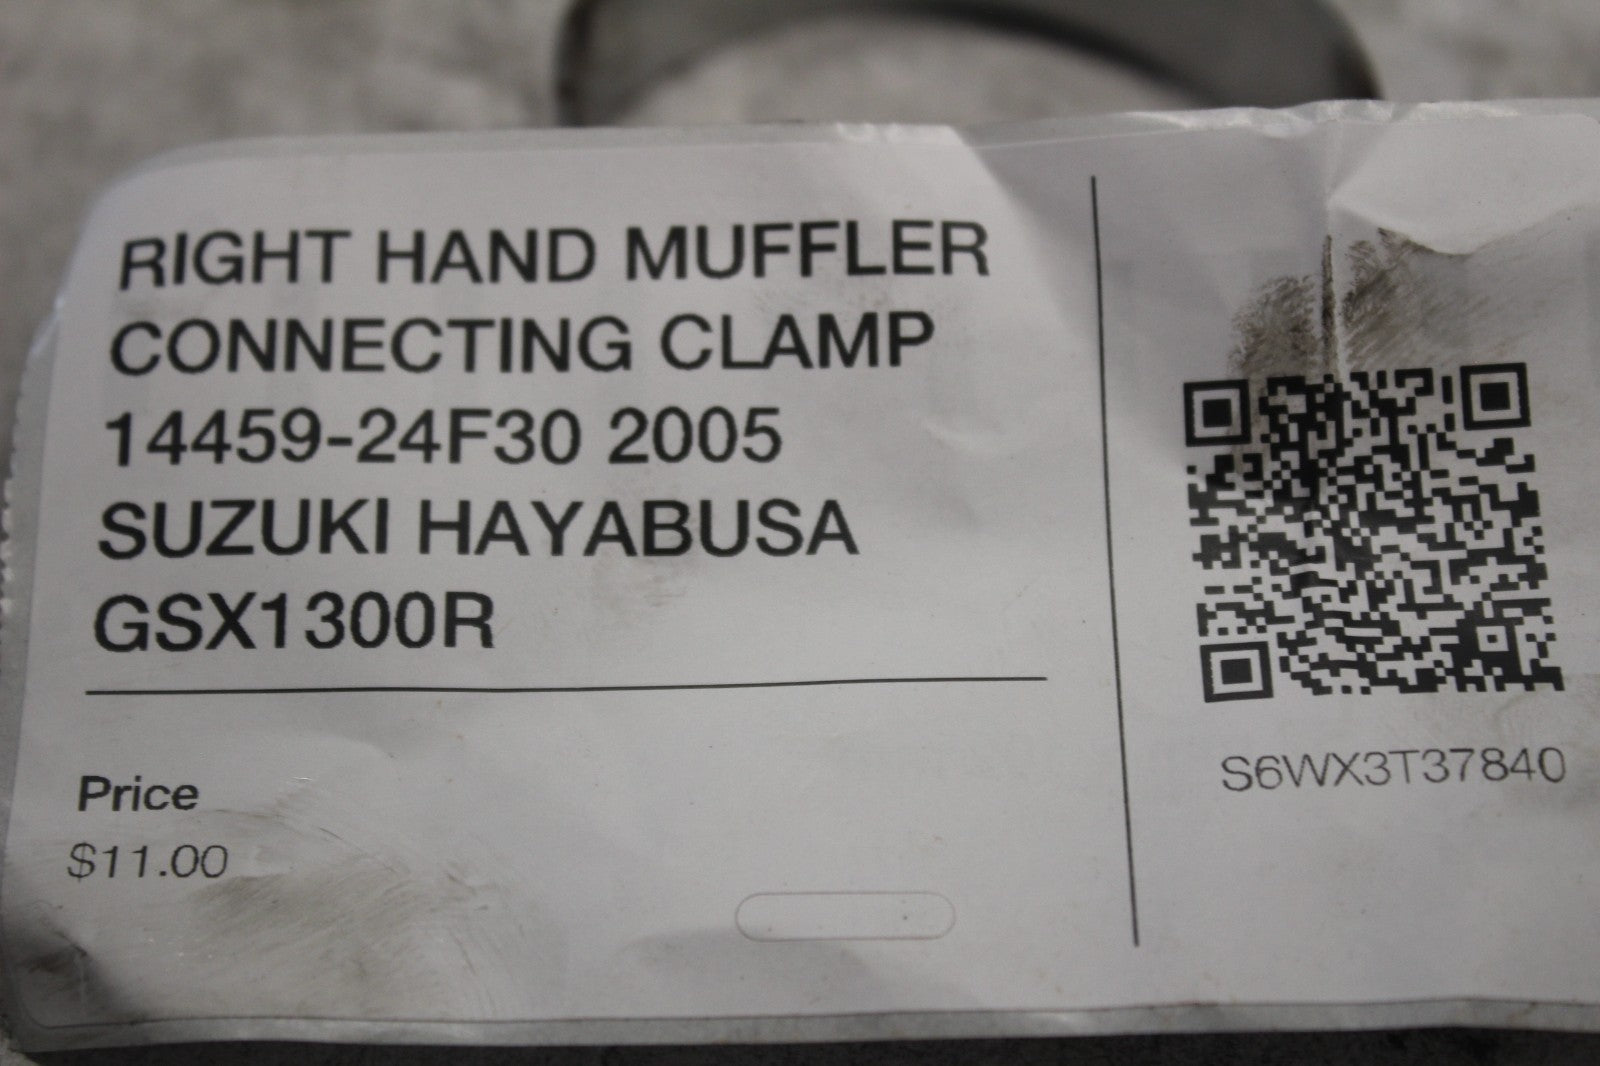 RIGHT HAND MUFFLER
CONNECTING CLAMP
14459-24F30 2005
SUZUKI HAYABUSA
GSX1300R
Price
$11.00
S6WX3T37840